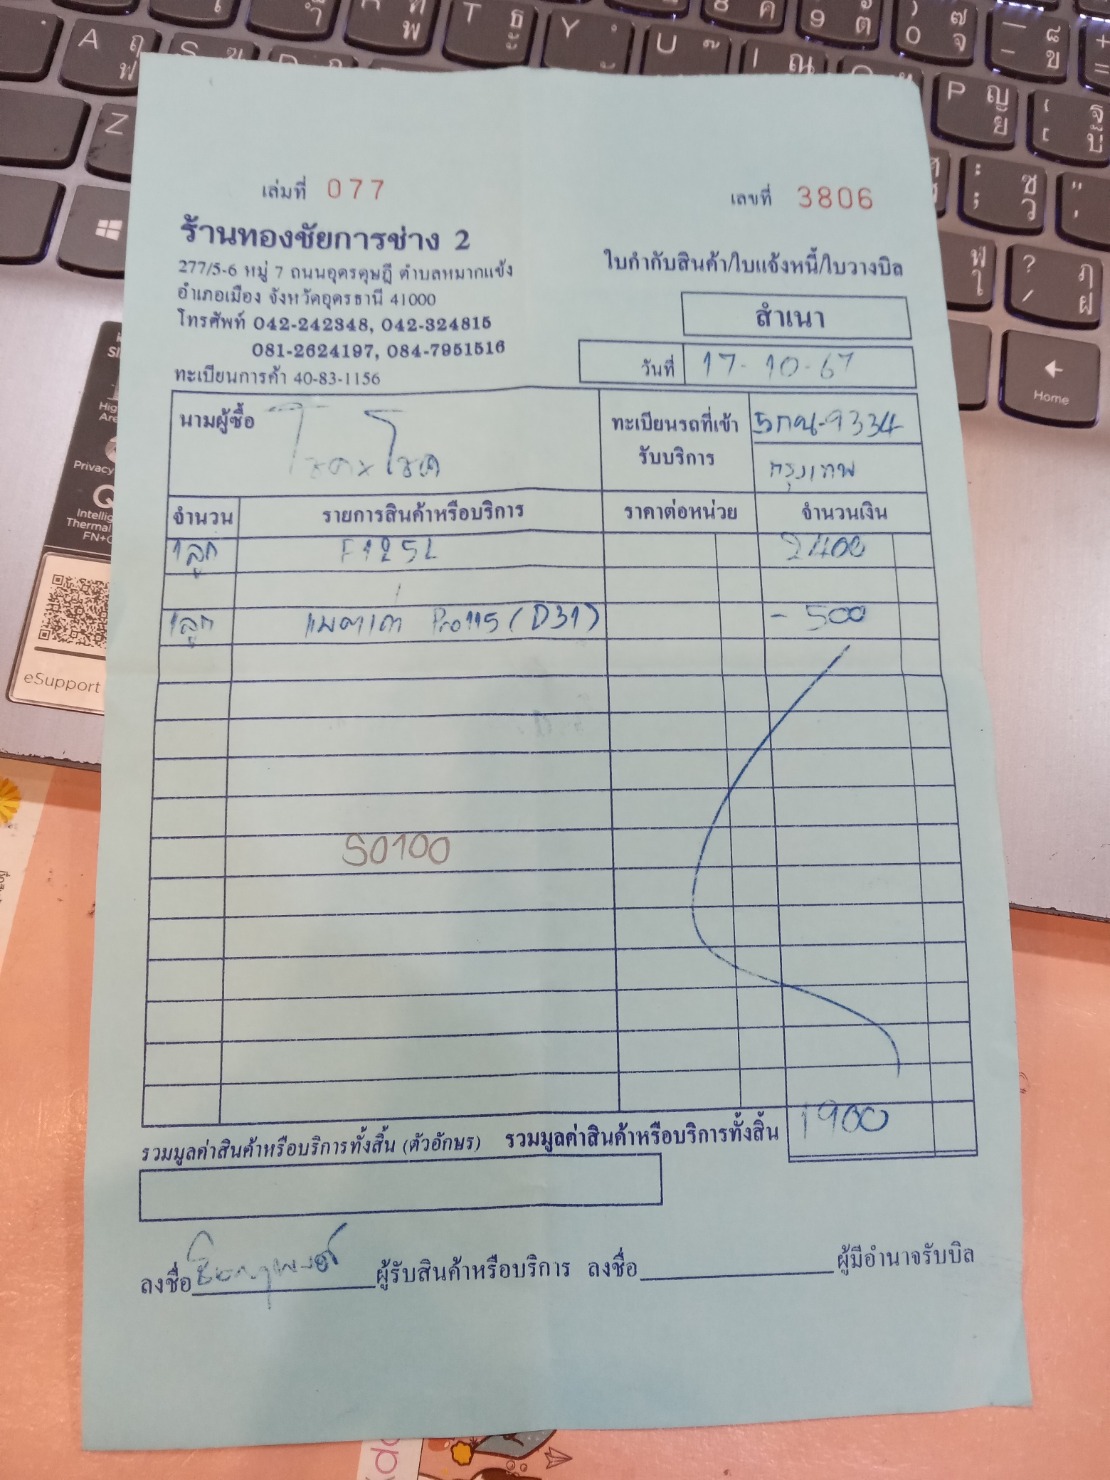 เล่มที่ 077
เลขที่ 3806
ร้านทองชัยการช่าง 2
277/5-6 หมู่ 7 ถนนอุดรดุษฎี ตำบลหมากแข้ง
อำเภอเมือง จังหวัดอุดรธานี 41000
โทรศัพท์ 042-242348, 042-324815
081-2624197, 084-7951516
ทะเบียนการค้า 40-83-1156
ใบกำกับสินค้า/ใบแจ้งหนี้/ใบวางบิล
สำเนา
วันที่ 17-10-67
นามผู้ซื้อ
ทะเบียนรถที่เข้า
รับบริการ
กรุงเทพ
จำนวน รายการสินค้าหรือบริการ ราคาต่อหน่วย จำนวนเงิน
1ลูก F125L 2400
1ลูก แบตเก่า Pro115 (D31) - 500
S0100
รวมมูลค่าสินค้าหรือบริการทั้งสิ้น (ตัวอักษร) รวมมูลค่าสินค้าหรือบริการทั้งสิ้น 1900
ลงชื่อ ผู้รับสินค้าหรือบริการ ลงชื่อ ผู้มีอำนาจรับบิล
eSupport
Home